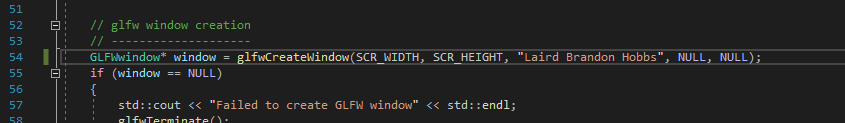 51
52 // glfw window creation
53 // --------------------
54 GLFWwindow* window = glfwCreateWindow(SCR_WIDTH, SCR_HEIGHT, "Laird Brandon Hobbs", NULL, NULL);
55 if (window == NULL)
56 {
57 std::cout << "Failed to create GLFW window" << std::endl;
58 glfwTerminate();